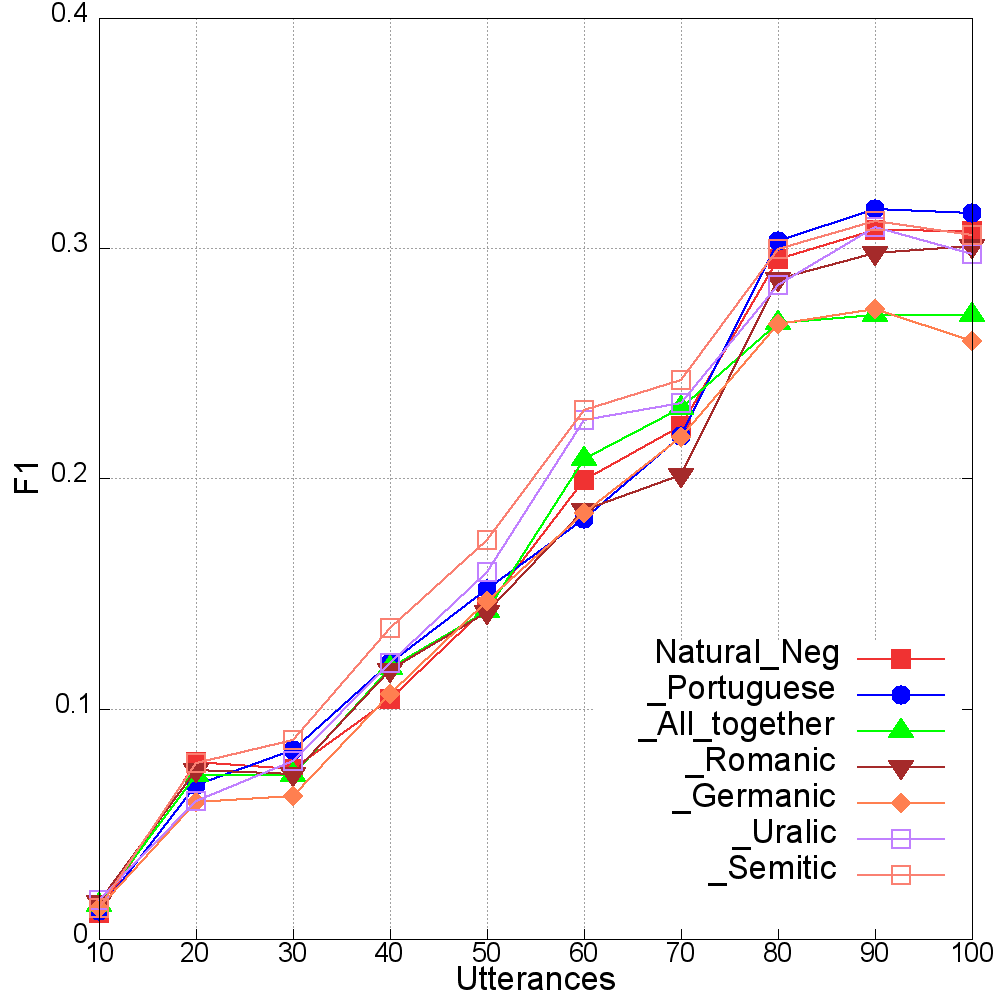 0.4
0.3
0.2
0.1
0
F1
10 20 30 40 50 60 70 80 90 100
Utterances
Natural_Neg
_Portuguese
_All_together
_Romanic
_Germanic
_Uralic
_Semitic